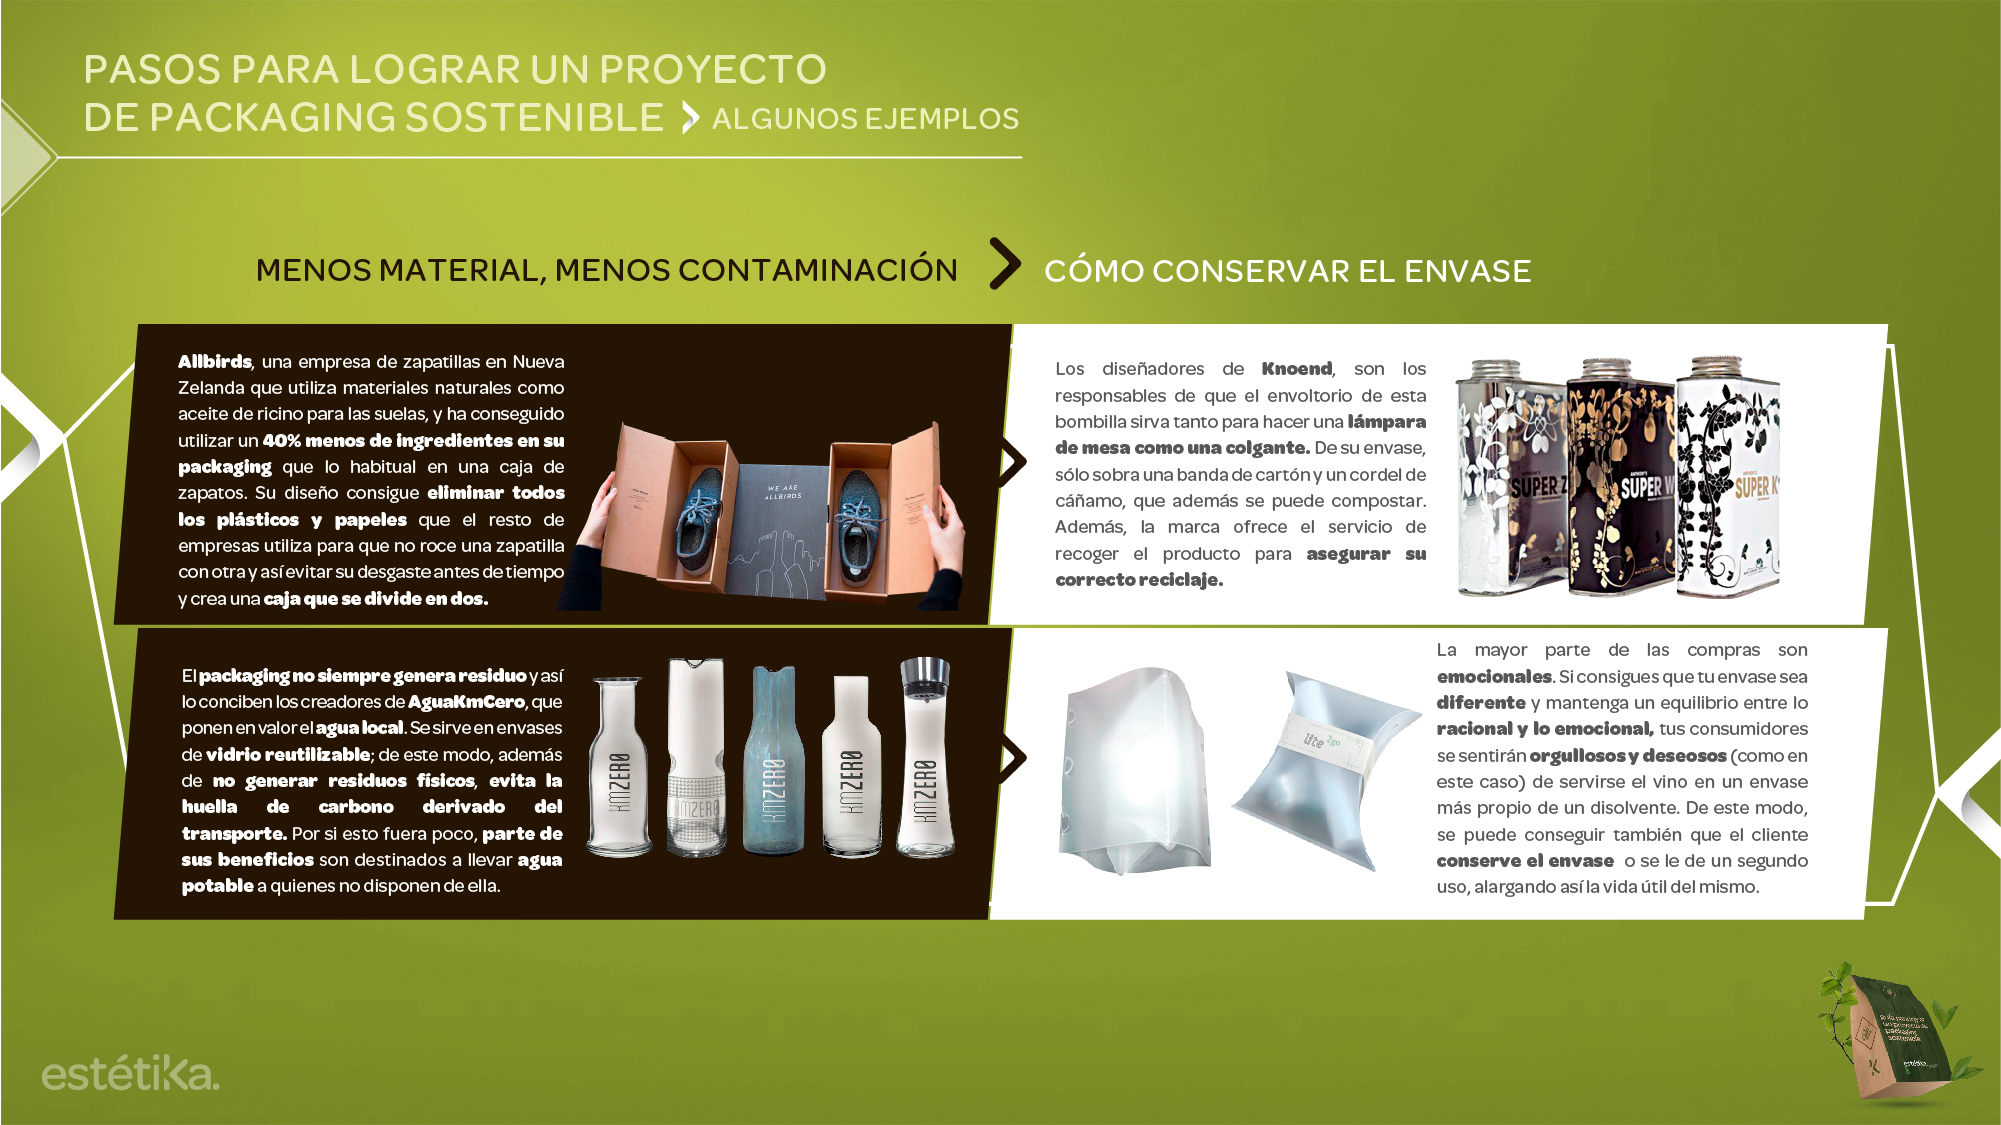 PASOS PARA LOGRAR UN PROYECTO
DE PACKAGING SOSTENIBLE ALGUNOS EJEMPLOS
MENOS MATERIAL, MENOS CONTAMINACIÓN
CÓMO CONSERVAR EL ENVASE
Allbirds, una empresa de zapatillas en Nueva
Zelanda que utiliza materiales naturales como
aceite de ricino para las suelas, y ha conseguido
utilizar un 40% menos de ingredientes en su
packaging que lo habitual en una caja de
zapatos. Su diseño consigue eliminar todos
los plásticos y papeles que el resto de
empresas utiliza para que no roce una zapatilla
con otra y así evitar su desgaste antes de tiempo
y crea una caja que se divide en dos.
WE ARE
ALLBIRDS
Los diseñadores de Knoend, son los
responsables de que el envoltorio de esta
bombilla sirva tanto para hacer una lámpara
de mesa como una colgante. De su envase,
sólo sobra una banda de cartón y un cordel de
cáñamo, que además se puede compostar.
Además, la marca ofrece el servicio de
recoger el producto para asegurar su
correcto reciclaje.
SUPER Z
SUPER W
SUPER K
El packaging no siempre genera residuo y así
lo conciben los creadores de AguaKmCero, que
ponen en valor el agua local. Se sirve en envases
de vidrio reutilizable; de este modo, además
de no generar residuos físicos, evita la
huella de carbono derivado del
transporte. Por si esto fuera poco, parte de
sus beneficios son destinados a llevar agua
potable a quienes no disponen de ella.
KMZERO
KMZERO
KMZERO
KMZERO
KMZERO
lite 2go
La mayor parte de las compras son
emocionales. Si consigues que tu envase sea
diferente y mantenga un equilibrio entre lo
racional y lo emocional, tus consumidores
se sentirán orgullosos y deseosos (como en
este caso) de servirse el vino en un envase
más propio de un disolvente. De este modo,
se puede conseguir también que el cliente
conserve el envase o se le de un segundo
uso, alargando así la vida útil del mismo.
estétika.
un proyecto de
packaging
sostenible
estétika.